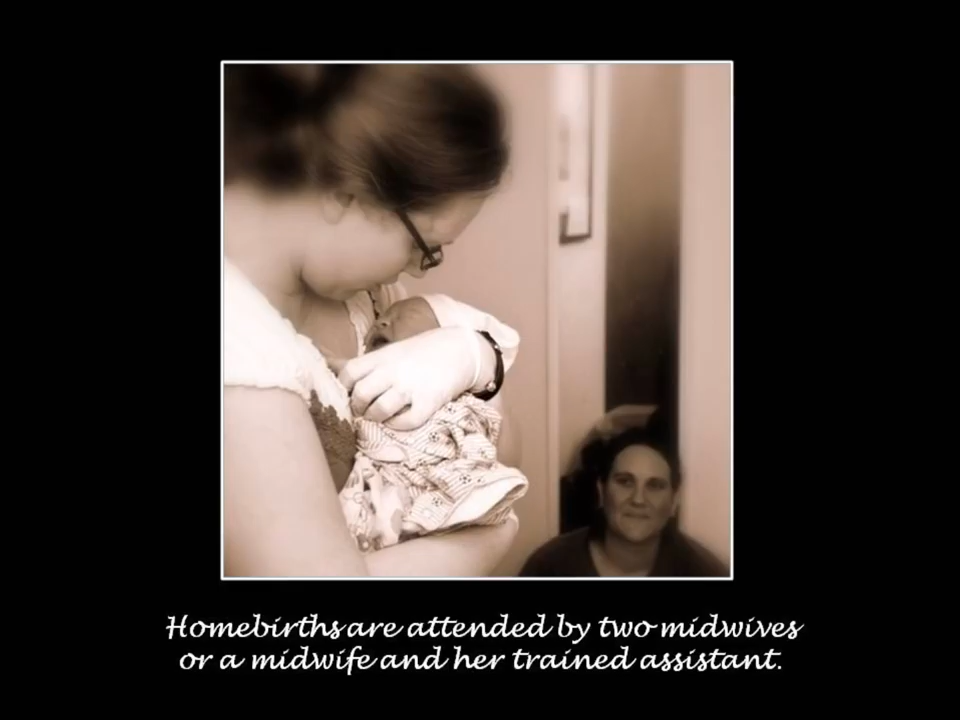 Homebirths are attended by two midwives
or a midwife and her trained assistant.